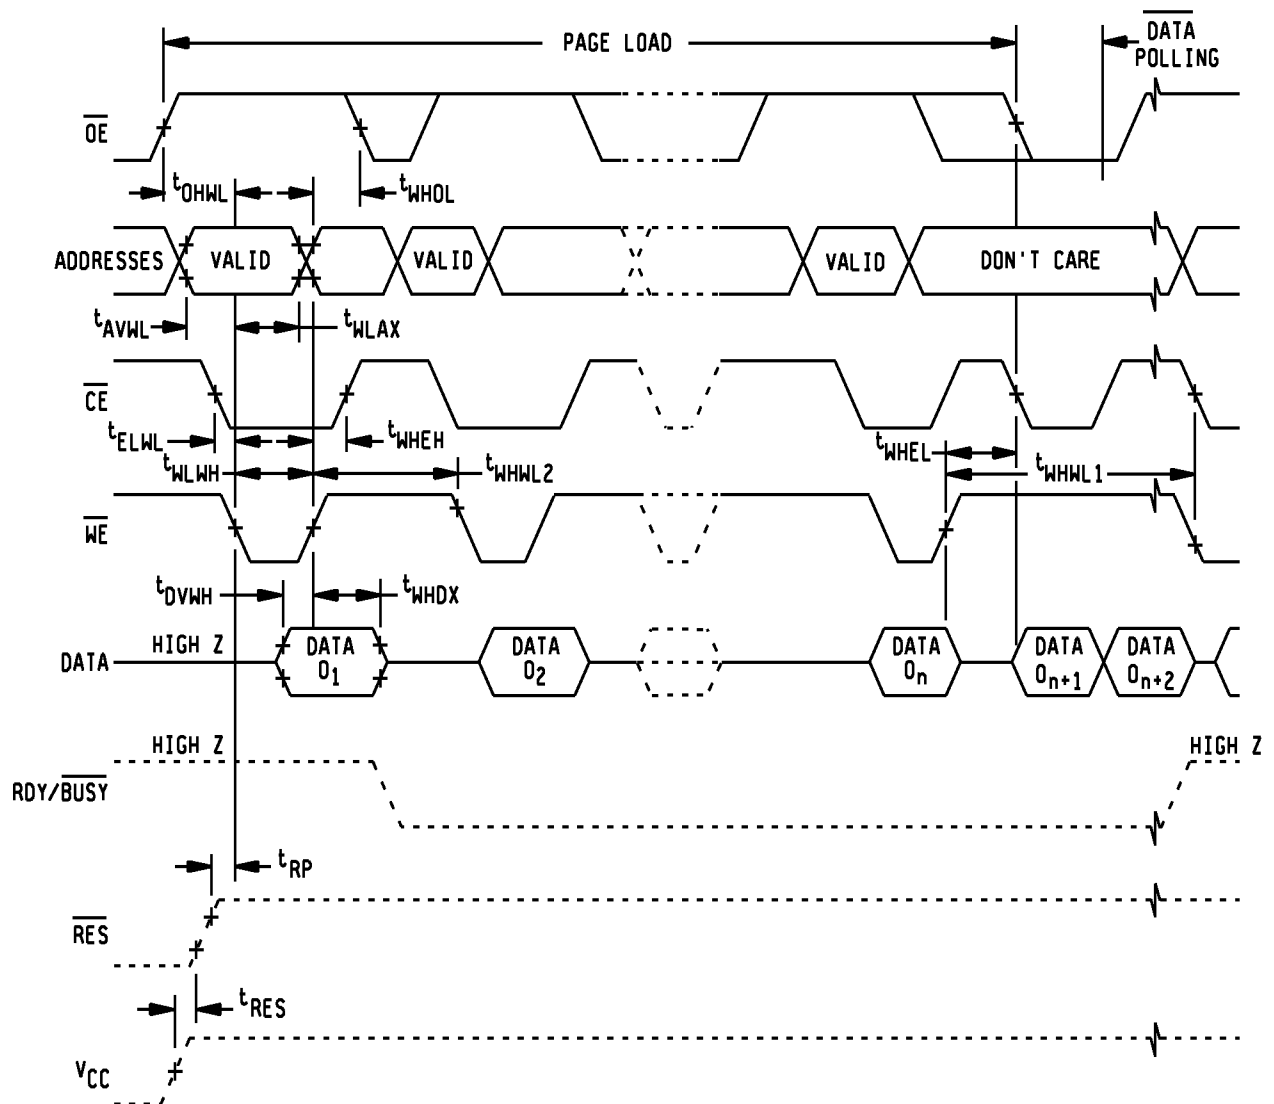 PAGE LOAD
DATA
POLLING
OE
tOHWL
tWHOL
ADDRESSES
VALID
VALID
VALID
DON'T CARE
tAVWL
tWLAX
CE
tELWL
tWHEH
tWHEL
tWLWH
tWHWL2
tWHWL1
WE
tDVWH
tWHDX
DATA
HIGH Z
DATA
O1
DATA
O2
DATA
On
DATA
On+1
DATA
On+2
HIGH Z
HIGH Z
RDY/BUSY
tRP
RES
tRES
VCC